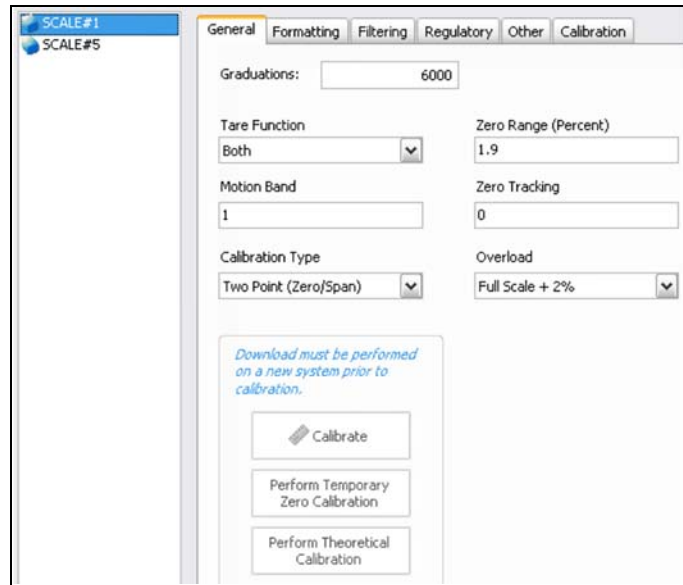 SCALE#1
SCALE#5
General Formatting Filtering Regulatory Other Calibration
Graduations: 6000
Tare Function Zero Range (Percent)
Both 1.9
Motion Band Zero Tracking
1 0
Calibration Type Overload
Two Point (Zero/Span) Full Scale + 2%
Download must be performed
on a new system prior to
calibration.
Calibrate
Perform Temporary
Zero Calibration
Perform Theoretical
Calibration